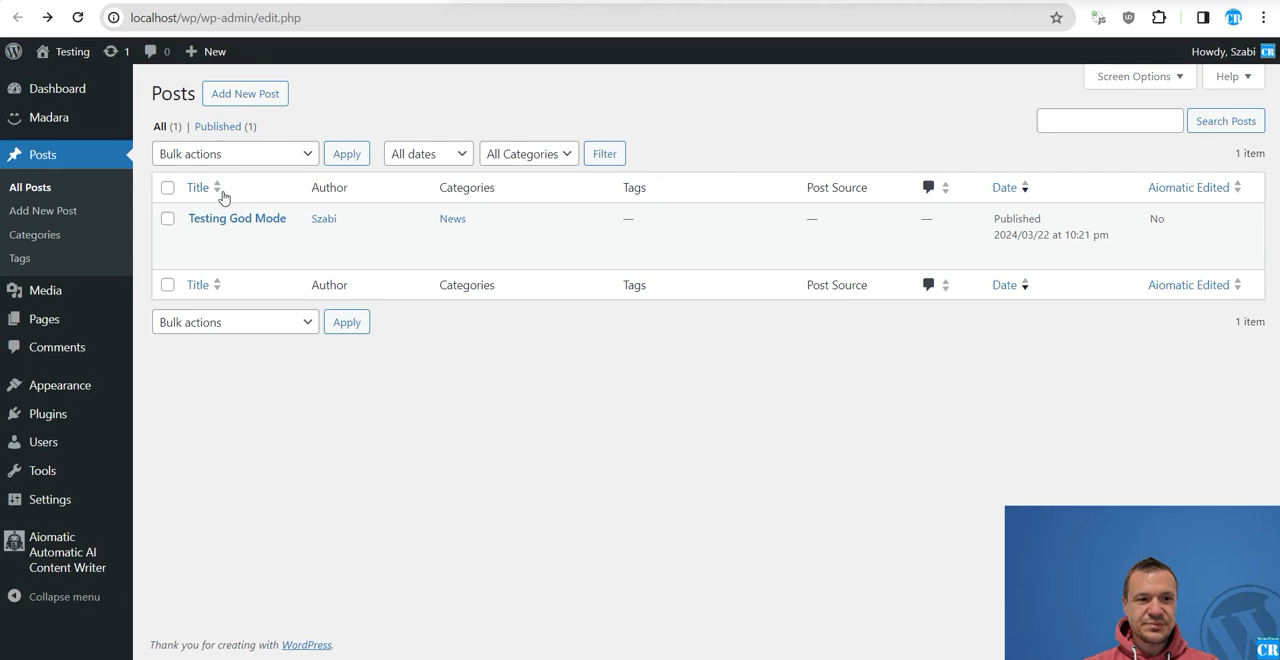 localhost/wp/wp-admin/edit.php
Testing 1 0 New Howdy, Szabi
Dashboard
Madara
Posts
All Posts
Add New Post
Categories
Tags
Media
Pages
Comments
Appearance
Plugins
Users
Tools
Settings
Aiomatic
Automatic AI
Content Writer
Collapse menu
Screen Options Help
Posts Add New Post
All (1) | Published (1)
Search Posts
Bulk actions Apply All dates All Categories Filter 1 item
Title Author Categories Tags Post Source Date Aiomatic Edited
Testing God Mode Szabi News — — — Published No
2024/03/22 at 10:21 pm
Title Author Categories Tags Post Source Date Aiomatic Edited
Bulk actions Apply 1 item
Thank you for creating with WordPress.
CR